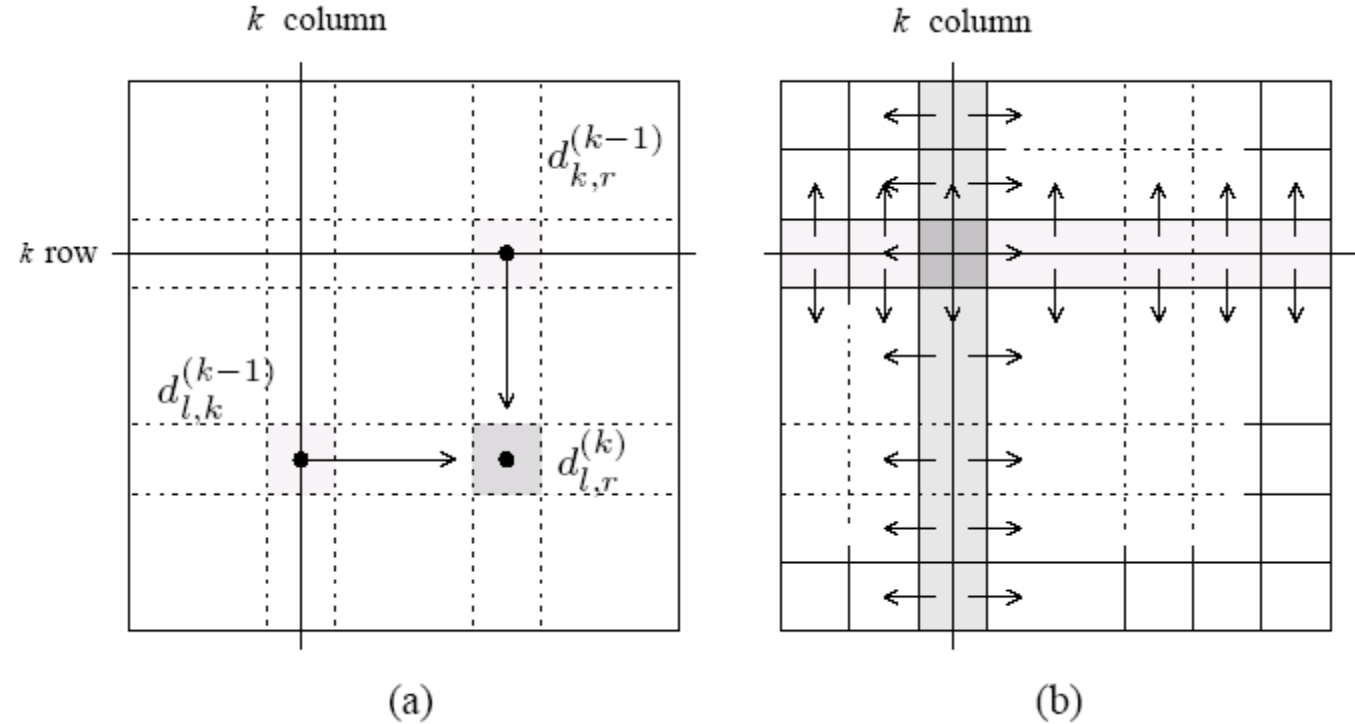 k column
k column
d_{k,r}^{(k-1)}
k row
d_{l,k}^{(k-1)}
d_{l,r}^{(k)}
(a)
(b)